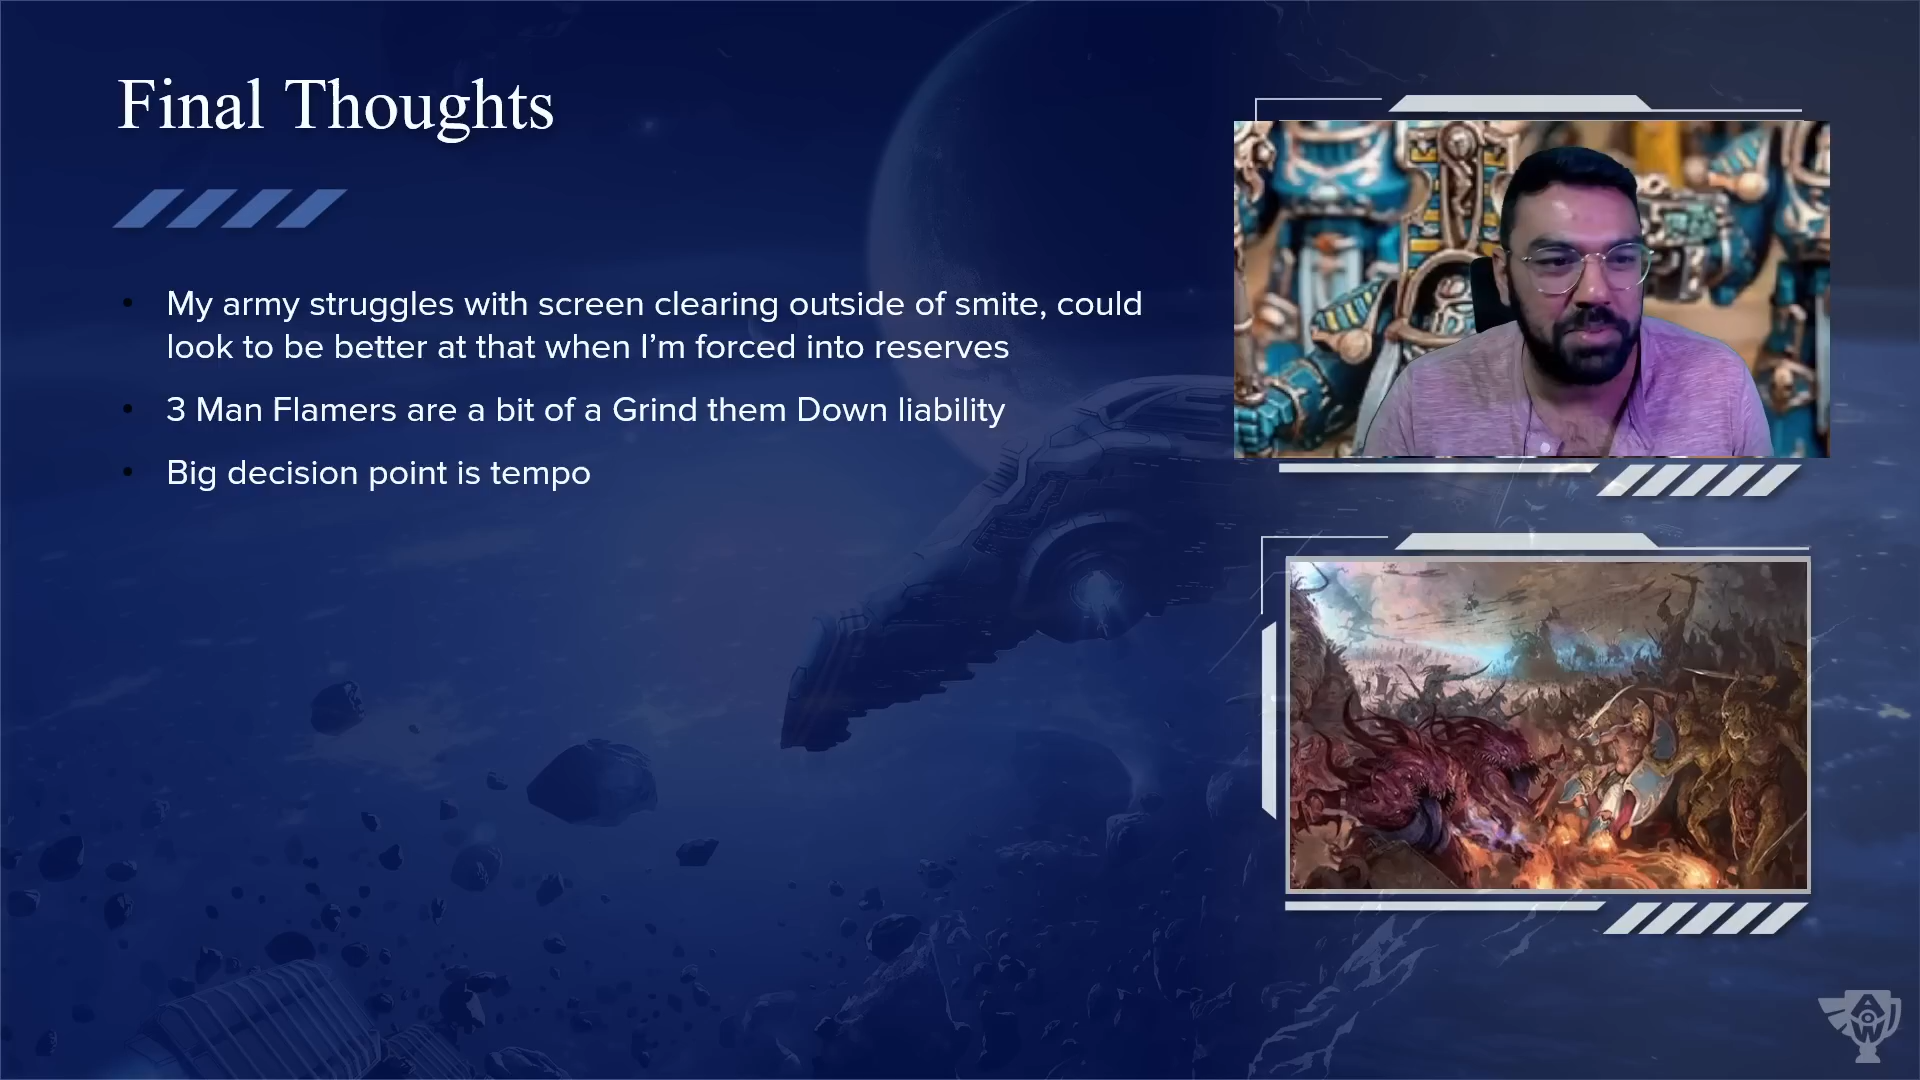 Final Thoughts
• My army struggles with screen clearing outside of smite, could
look to be better at that when I’m forced into reserves
• 3 Man Flamers are a bit of a Grind them Down liability
• Big decision point is tempo
AoW